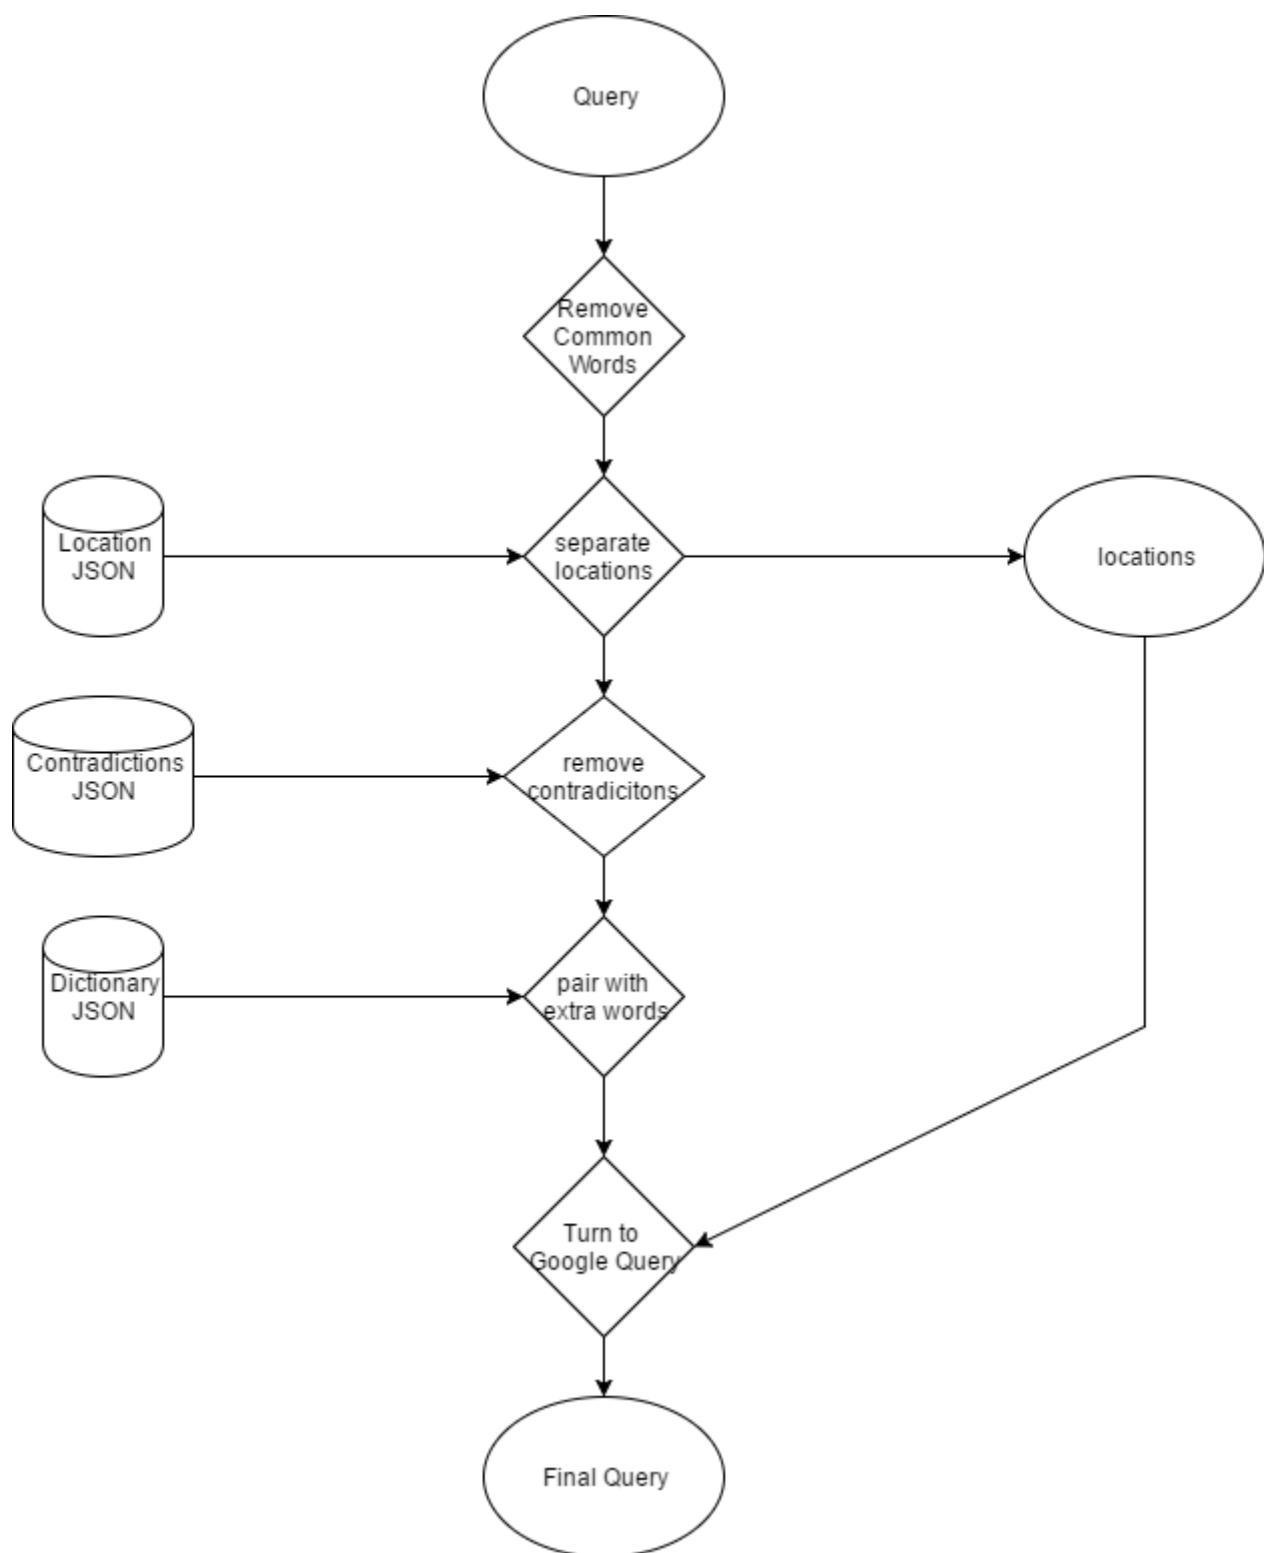 Query
Remove
Common
Words
Location
JSON
separate
locations
locations
Contradictions
JSON
remove
contradicitons
Dictionary
JSON
pair with
extra words
Turn to
Google Query
Final Query